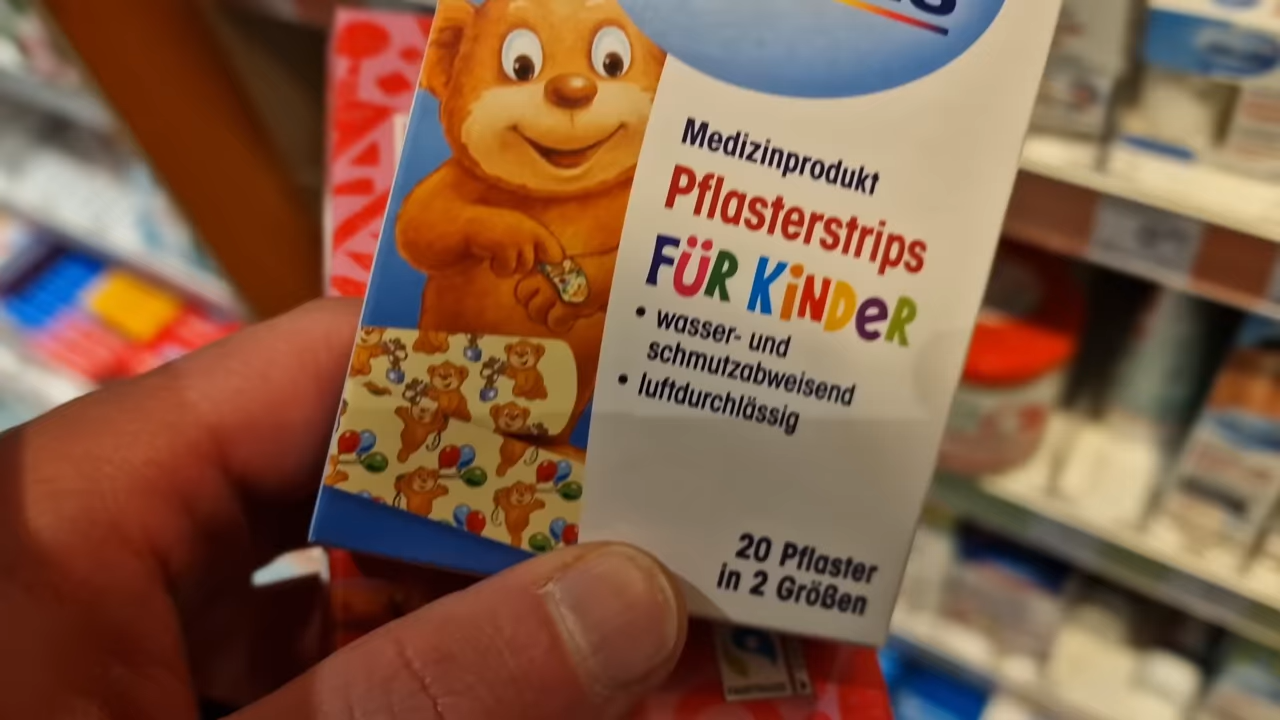 Medizinprodukt
Pflasterstrips
FÜR KiNDeR
• wasser- und
schmutzabweisend
• luftdurchlässig
20 Pflaster
in 2 Größen